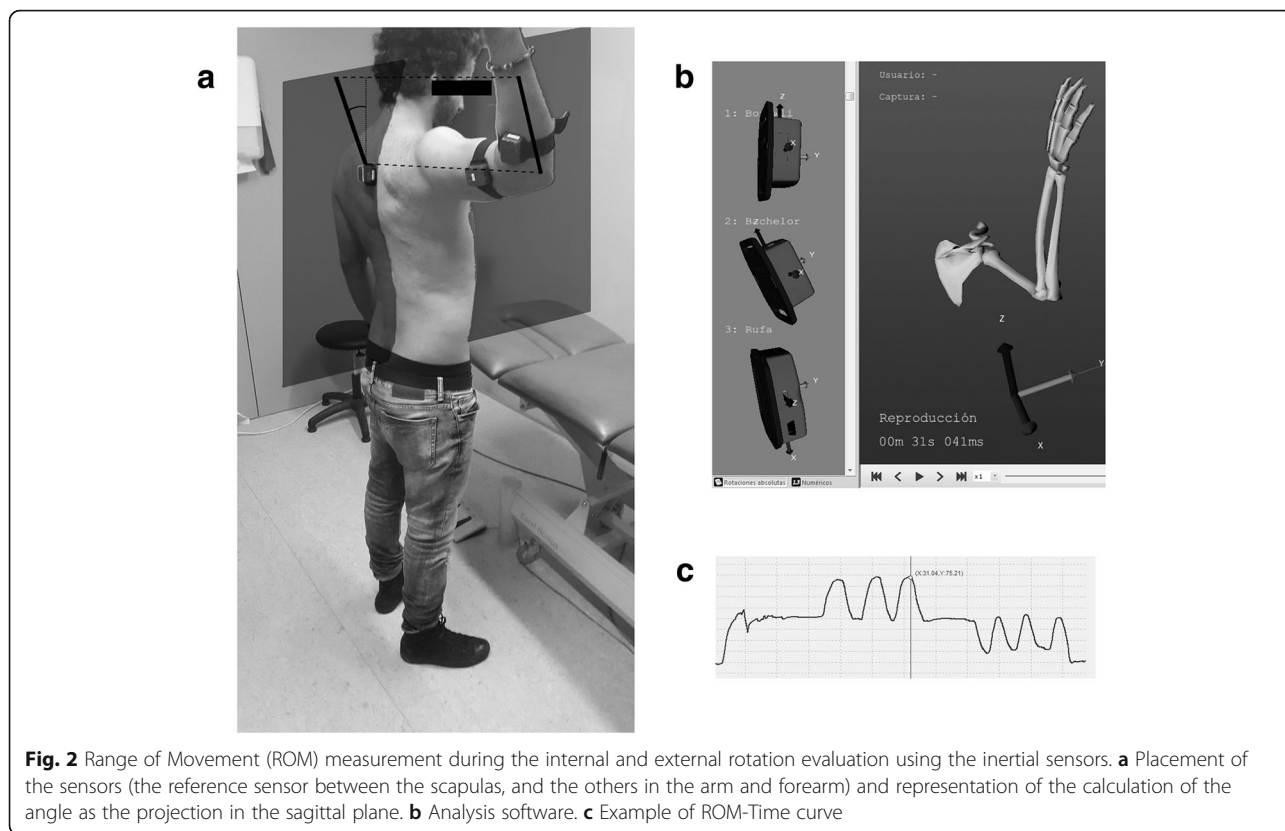 a
b
Usuario: -
Captura: -
Z
1: Bo
X
Y
2: Bachelor
Z
Y
X
3: Rufa
Y
Z
X
Z
Y
X
Reproducción
00m 31s 041ms
x1
Rotaciones absolutas
Numéricos
c
(X:31.04,Y:75.21)
Fig. 2 Range of Movement (ROM) measurement during the internal and external rotation evaluation using the inertial sensors. a Placement of
the sensors (the reference sensor between the scapulas, and the others in the arm and forearm) and representation of the calculation of the
angle as the projection in the sagittal plane. b Analysis software. c Example of ROM-Time curve